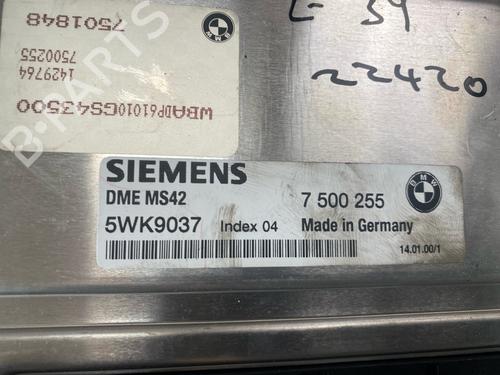 7501848
7500255
1429764
WBADP61010GS43500
E 39
22420
B-PARTS
SIEMENS
DME MS42 7 500 255
BMW
5WK9037 Index 04 Made in Germany
14.01.00/1